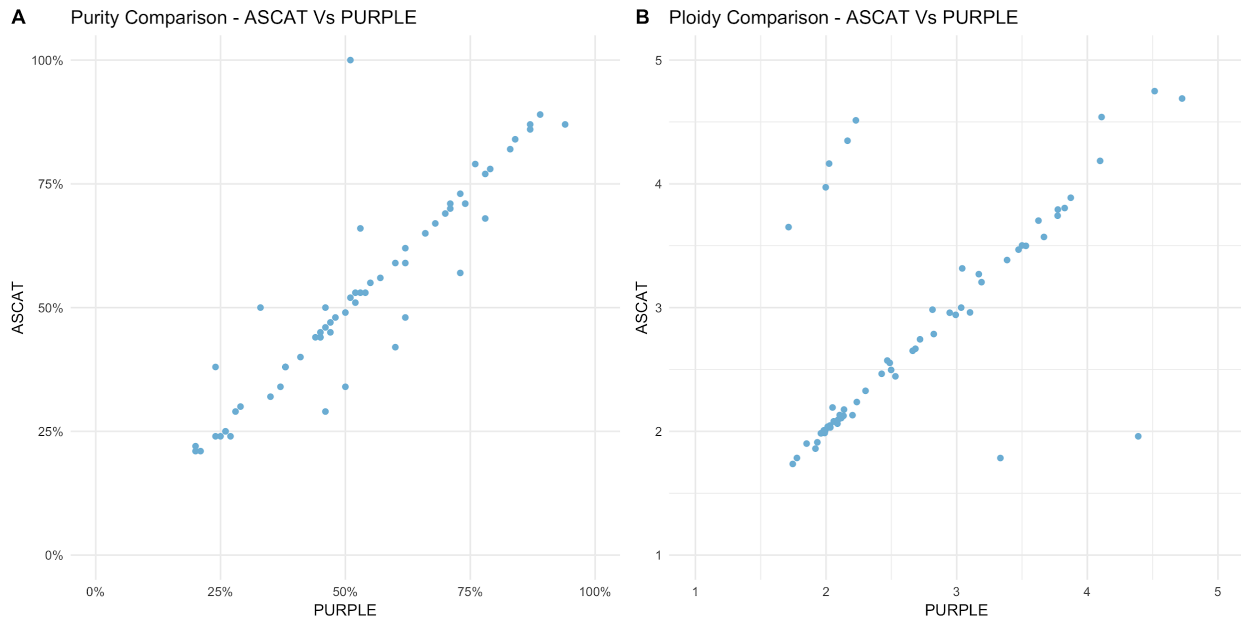 A
Purity Comparison - ASCAT Vs PURPLE
100%
75%
50%
25%
0%
ASCAT
0%
25%
50%
75%
100%
PURPLE
B
Ploidy Comparison - ASCAT Vs PURPLE
5
4
3
2
1
ASCAT
1
2
3
4
5
PURPLE